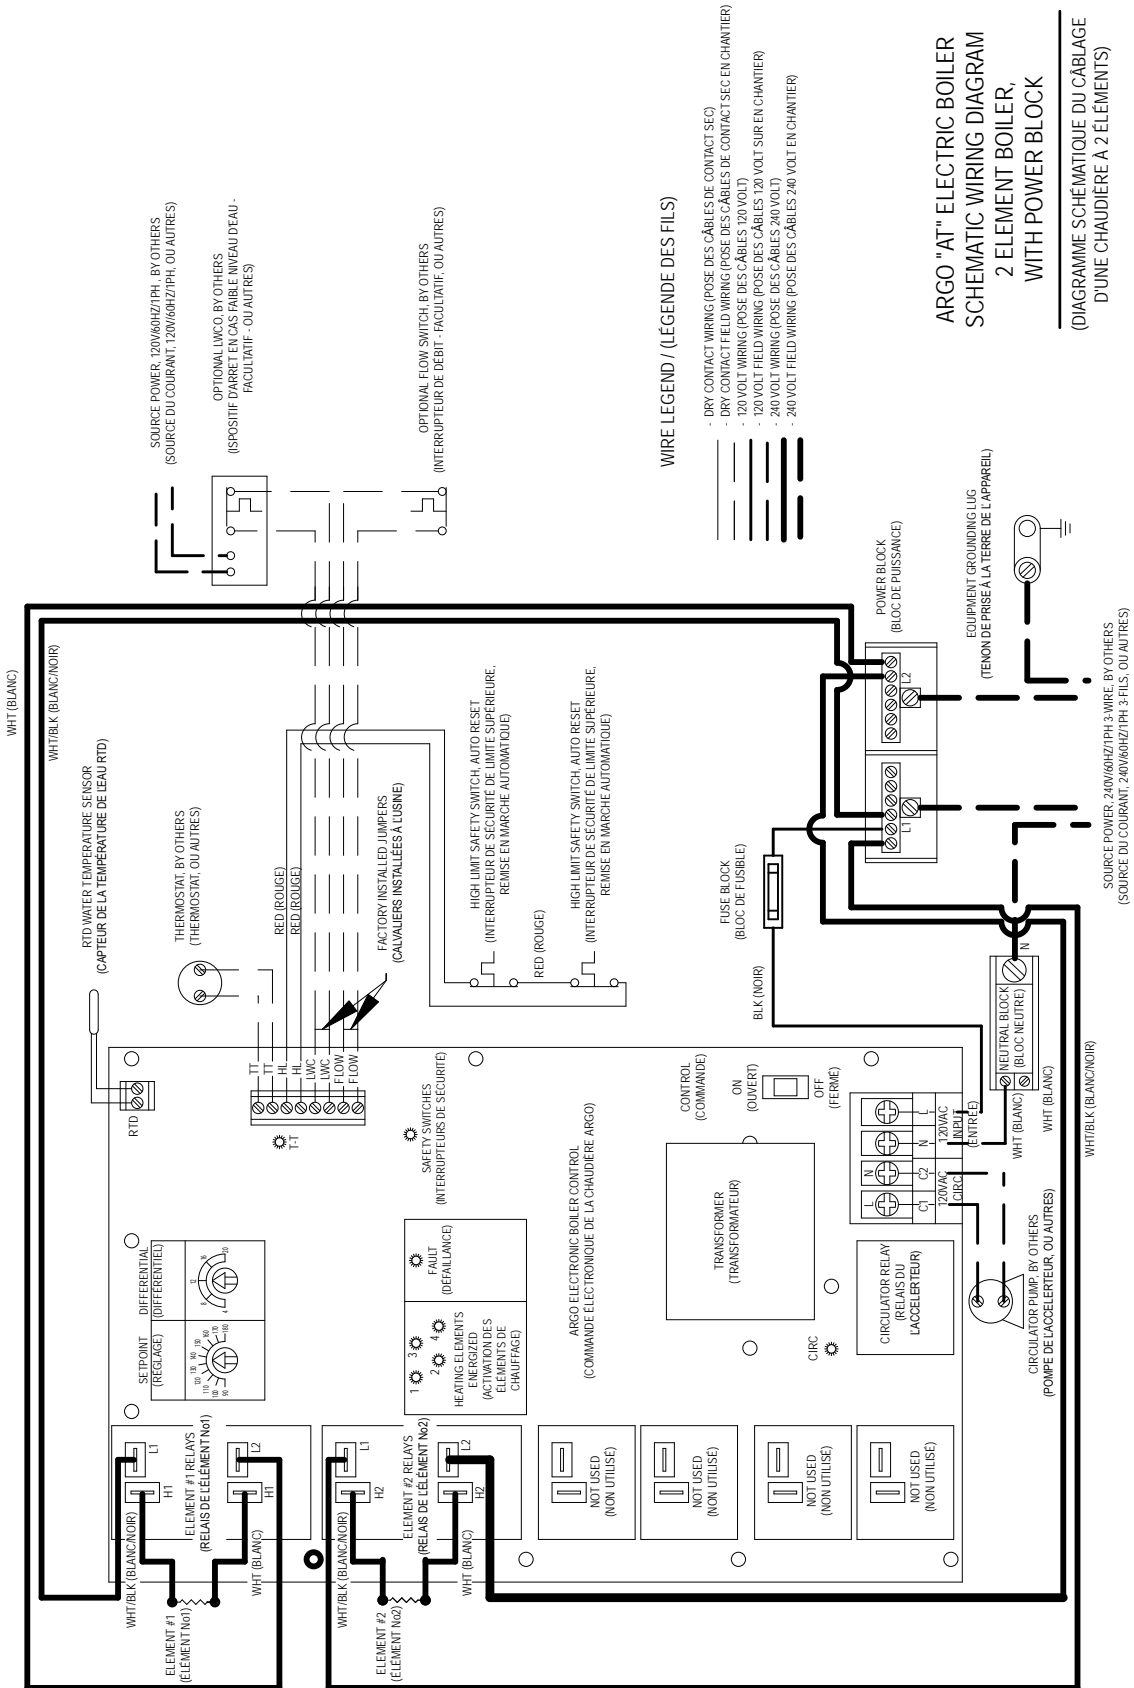 ARGO "AT" ELECTRIC BOILER
SCHEMATIC WIRING DIAGRAM
2 ELEMENT BOILER,
WITH POWER BLOCK
(DIAGRAMME SCHÉMATIQUE DU CÂBLAGE
D'UNE CHAUDIÈRE À 2 ÉLÉMENTS)
WIRE LEGEND / (LÉGENDE DES FILS)
- DRY CONTACT WIRING (POSE DES CÂBLES DE CONTACT SEC)
- DRY CONTACT FIELD WIRING (POSE DES CÂBLES DE CONTACT SEC EN CHANTIER)
- 120 VOLT WIRING (POSE DES CÂBLES 120 VOLT)
- 120 VOLT FIELD WIRING (POSE DES CÂBLES 120 VOLT SUR EN CHANTIER)
- 240 VOLT WIRING (POSE DES CÂBLES 240 VOLT)
- 240 VOLT FIELD WIRING (POSE DES CÂBLES 240 VOLT EN CHANTIER)
SOURCE POWER, 120V/60HZ/1PH, BY OTHERS
(SOURCE DU COURANT, 120V/60HZ/1PH, OU AUTRES)
OPTIONAL LWCO, BY OTHERS
(ISPOSITIF D'ARRET EN CAS FAIBLE NIVEAU D'EAU -
FACULTATIF - OU AUTRES)
OPTIONAL FLOW SWITCH, BY OTHERS
(INTERRUPTEUR DE DÉBIT - FACULTATIF, OU AUTRES)
WHT (BLANC)
WHT/BLK (BLANC/NOIR)
RTD WATER TEMPERATURE SENSOR
(CAPTEUR DE LA TEMPÉRATURE DE L'EAU RTD)
THERMOSTAT, BY OTHERS
(THERMOSTAT, OU AUTRES)
RED (ROUGE)
RED (ROUGE)
FACTORY INSTALLED JUMPERS
(CALVALIERS INSTALLÉES À L'USINE)
HIGH LIMIT SAFETY SWITCH, AUTO RESET
(INTERRUPTEUR DE SÉCURITÉ DE LIMITE SUPÉRIEURE,
REMISE EN MARCHE AUTOMATIQUE)
RED (ROUGE)
HIGH LIMIT SAFETY SWITCH, AUTO RESET
(INTERRUPTEUR DE SÉCURITÉ DE LIMITE SUPÉRIEURE,
REMISE EN MARCHE AUTOMATIQUE)
POWER BLOCK
(BLOC DE PUISSANCE)
L2
L1
EQUIPMENT GROUNDING LUG
(TENON DE PRISE À LA TERRE DE L'APPAREIL)
SOURCE POWER, 240V/60HZ/1PH 3-WIRE, BY OTHERS
(SOURCE DU COURANT, 240V/60HZ/1PH 3-FILS, OU AUTRES)
FUSE BLOCK
(BLOC DE FUSIBLE)
BLK (NOIR)
N
NEUTRAL BLOCK
(BLOC NEUTRE)
WHT (BLANC)
WHT (BLANC)
WHT/BLK (BLANC/NOIR)
RTD
TT
TT
HL
HL
LWC
LWC
FLOW
FLOW
T-T
SAFETY SWITCHES
(INTERRUPTEURS DE SÉCURITÉ)
CONTROL
(COMMANDE)
ON
(OUVERT)
OFF
(FERMÉ)
DIFFERENTIAL
(DIFFÉRENTIEL)
4
8
12
16
20
SETPOINT
(RÉGLAGE)
90
100
110
120
130
140
150
160
170
180
FAULT
(DÉFAILLANCE)
1
2
3
4
HEATING ELEMENTS
ENERGIZED
(ACTIVATION DES
ÉLÉMENTS DE
CHAUFFAGE)
ARGO ELECTRONIC BOILER CONTROL
(COMMANDE ÉLECTRONIQUE DE LA CHAUDIÈRE ARGO)
TRANSFORMER
(TRANSFORMATEUR)
L
N
N
L
C1
C2
N
L
120VAC
CIRC
120VAC
INPUT
(ENTRÉE)
CIRC
CIRCULATOR RELAY
(RELAIS DU
L'ACCELERTEUR)
CIRCULATOR PUMP, BY OTHERS
(POMPE DE L'ACCELERTEUR, OU AUTRES)
L1
H1
L2
H1
ELEMENT #1 RELAYS
(RELAIS DE L'ÉLÉMENT No1)
L1
H2
L2
H2
ELEMENT #2 RELAYS
(RELAIS DE L'ÉLÉMENT No2)
NOT USED
(NON UTILISÉ)
NOT USED
(NON UTILISÉ)
NOT USED
(NON UTILISÉ)
NOT USED
(NON UTILISÉ)
WHT/BLK (BLANC/NOIR)
WHT (BLANC)
ELEMENT #1
(ÉLÉMENT No1)
WHT/BLK (BLANC/NOIR)
WHT (BLANC)
ELEMENT #2
(ÉLÉMENT No2)